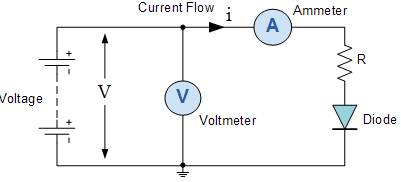 Current Flow
i
A
Ammeter
+
R
Voltage
V
V
Voltmeter
Diode
+